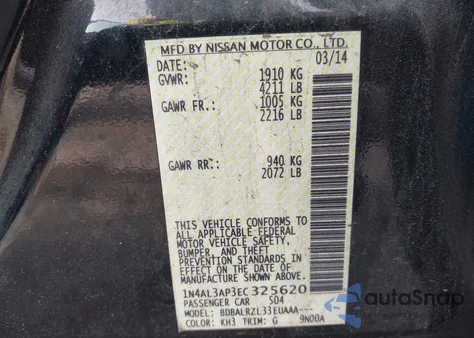 MFD BY NISSAN MOTOR CO., LTD.
DATE: 03/14
GVWR: 1910 KG
4211 LB
GAWR FR: 1005 KG
2216 LB
GAWR RR: 940 KG
2072 LB
THIS VEHICLE CONFORMS TO
ALL APPLICABLE FEDERAL
MOTOR VEHICLE SAFETY,
BUMPER, AND THEFT
PREVENTION STANDARDS IN
EFFECT ON THE DATE OF
MANUFACTURE SHOWN ABOVE.
1N4AL3AP3EC325620
PASSENGER CAR 504
MODEL: BDBALRZL33EUAAA---
COLOR: KH3 TRIM: G 9N00A
autoSnap